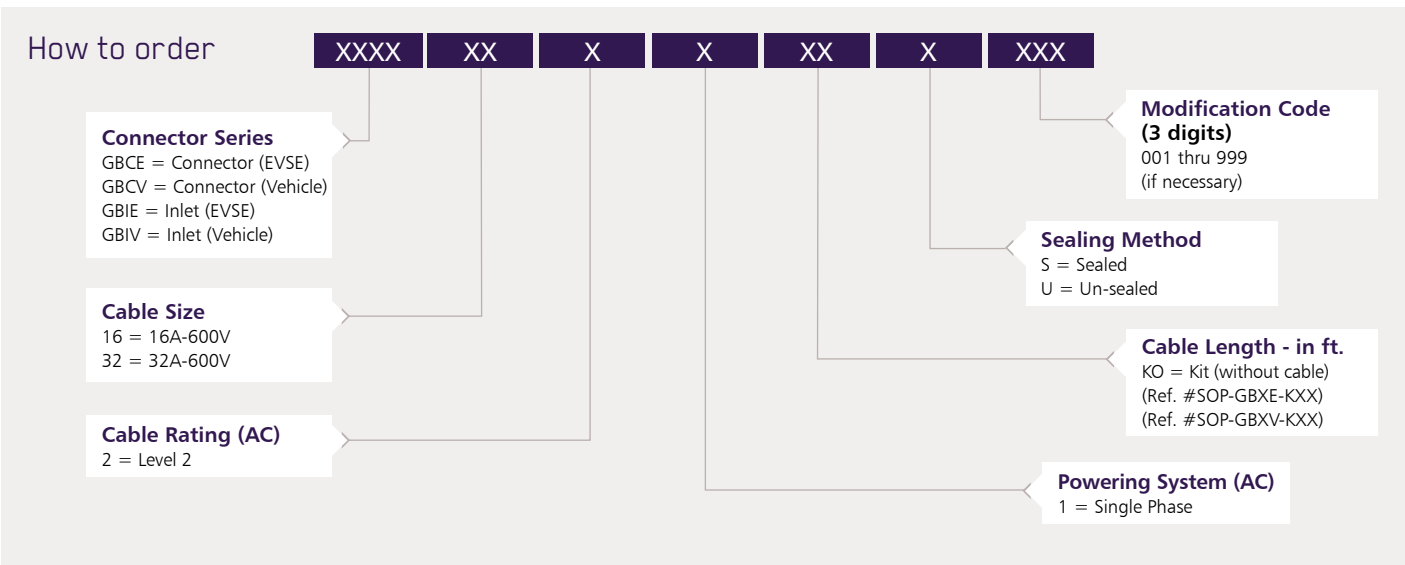 How to order
XXXX XX X X XX X XXX
Connector Series
GBCE = Connector (EVSE)
GBCV = Connector (Vehicle)
GBIE = Inlet (EVSE)
GBIV = Inlet (Vehicle)
Cable Size
16 = 16A-600V
32 = 32A-600V
Cable Rating (AC)
2 = Level 2
Modification Code
(3 digits)
001 thru 999
(if necessary)
Sealing Method
S = Sealed
U = Un-sealed
Cable Length - in ft.
KO = Kit (without cable)
(Ref. #SOP-GBXE-KXX)
(Ref. #SOP-GBXV-KXX)
Powering System (AC)
1 = Single Phase